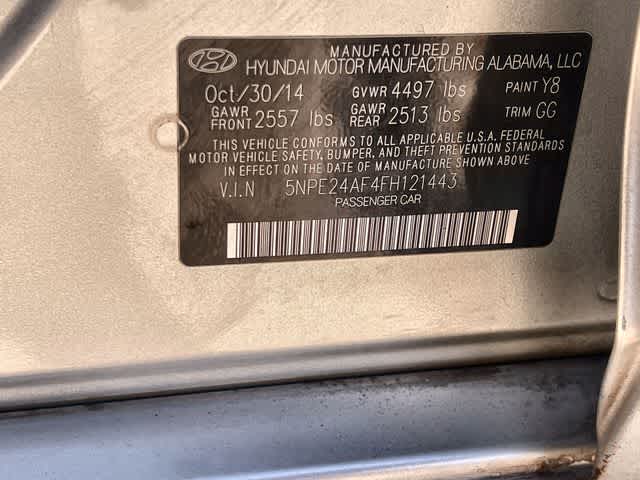 MANUFACTURED BY
HYUNDAI MOTOR MANUFACTURING ALABAMA, LLC
Oct/30/14 GVWR 4497 lbs PAINT Y8
GAWR FRONT 2557 lbs GAWR REAR 2513 lbs TRIM GG
THIS VEHICLE CONFORMS TO ALL APPLICABLE U.S.A. FEDERAL
MOTOR VEHICLE SAFETY, BUMPER, AND THEFT PREVENTION STANDARDS
IN EFFECT ON THE DATE OF MANUFACTURE SHOWN ABOVE
V.I.N 5NPE24AF4FH121443
PASSENGER CAR